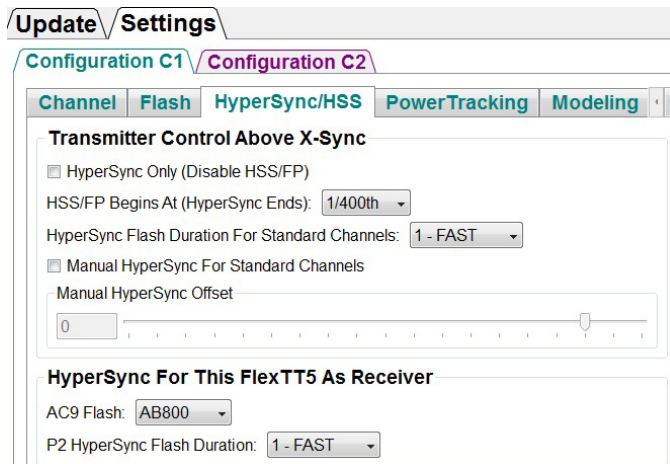 Update Settings
Configuration C1 Configuration C2
Channel Flash HyperSync/HSS PowerTracking Modeling
Transmitter Control Above X-Sync
HyperSync Only (Disable HSS/FP)
HSS/FP Begins At (HyperSync Ends): 1/400th
HyperSync Flash Duration For Standard Channels: 1 - FAST
Manual HyperSync For Standard Channels
Manual HyperSync Offset
0
HyperSync For This FlexTT5 As Receiver
AC9 Flash: AB800
P2 HyperSync Flash Duration: 1 - FAST